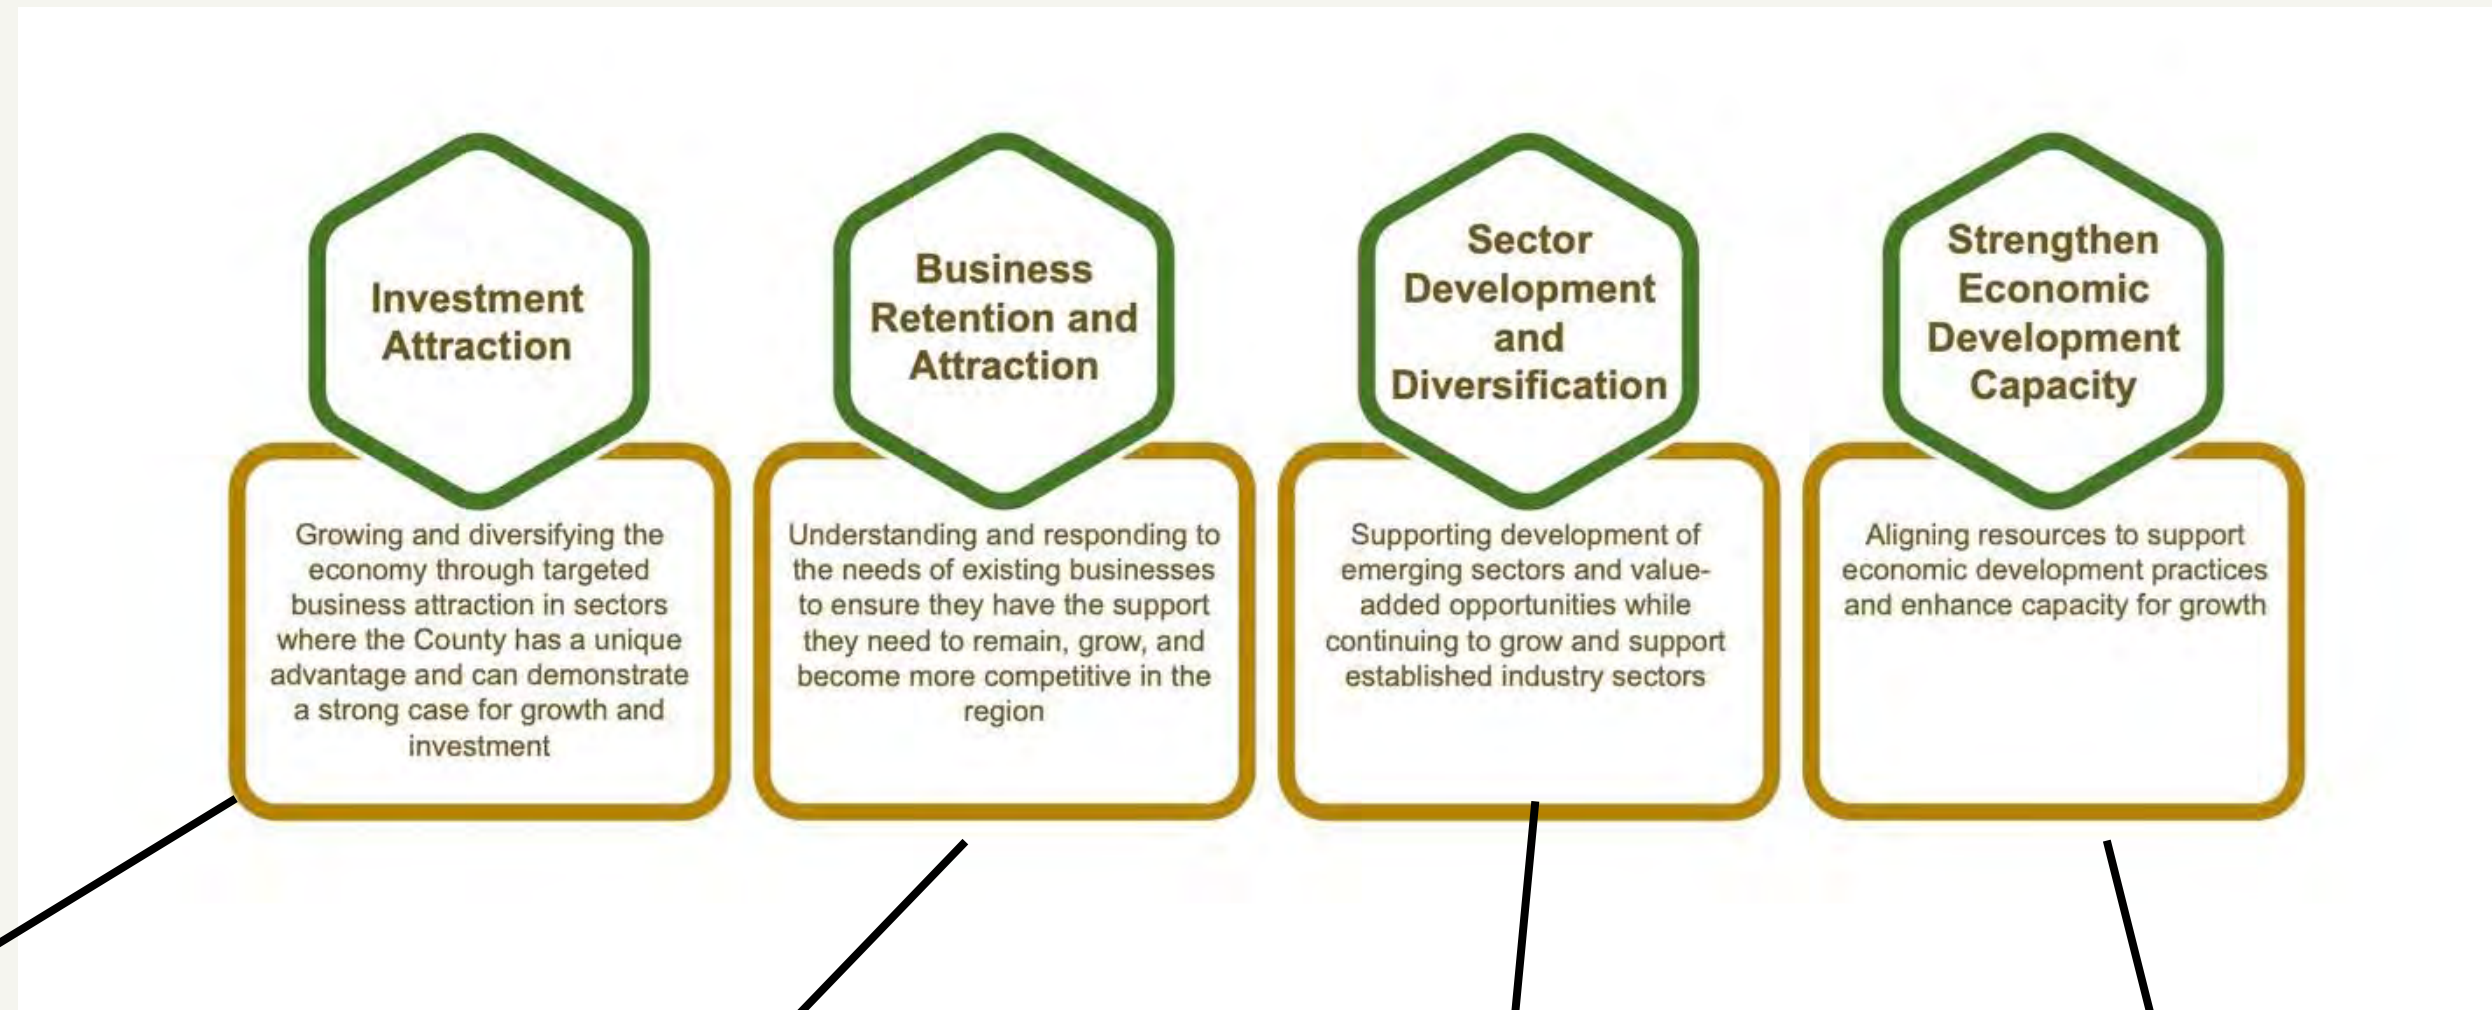 Investment
Attraction
Growing and diversifying the
economy through targeted
business attraction in sectors
where the County has a unique
advantage and can demonstrate
a strong case for growth and
investment
Business
Retention and
Attraction
Understanding and responding to
the needs of existing businesses
to ensure they have the support
they need to remain, grow, and
become more competitive in the
region
Sector
Development
and
Diversification
Supporting development of
emerging sectors and value-
added opportunities while
continuing to grow and support
established industry sectors
Strengthen
Economic
Development
Capacity
Aligning resources to support
economic development practices
and enhance capacity for growth